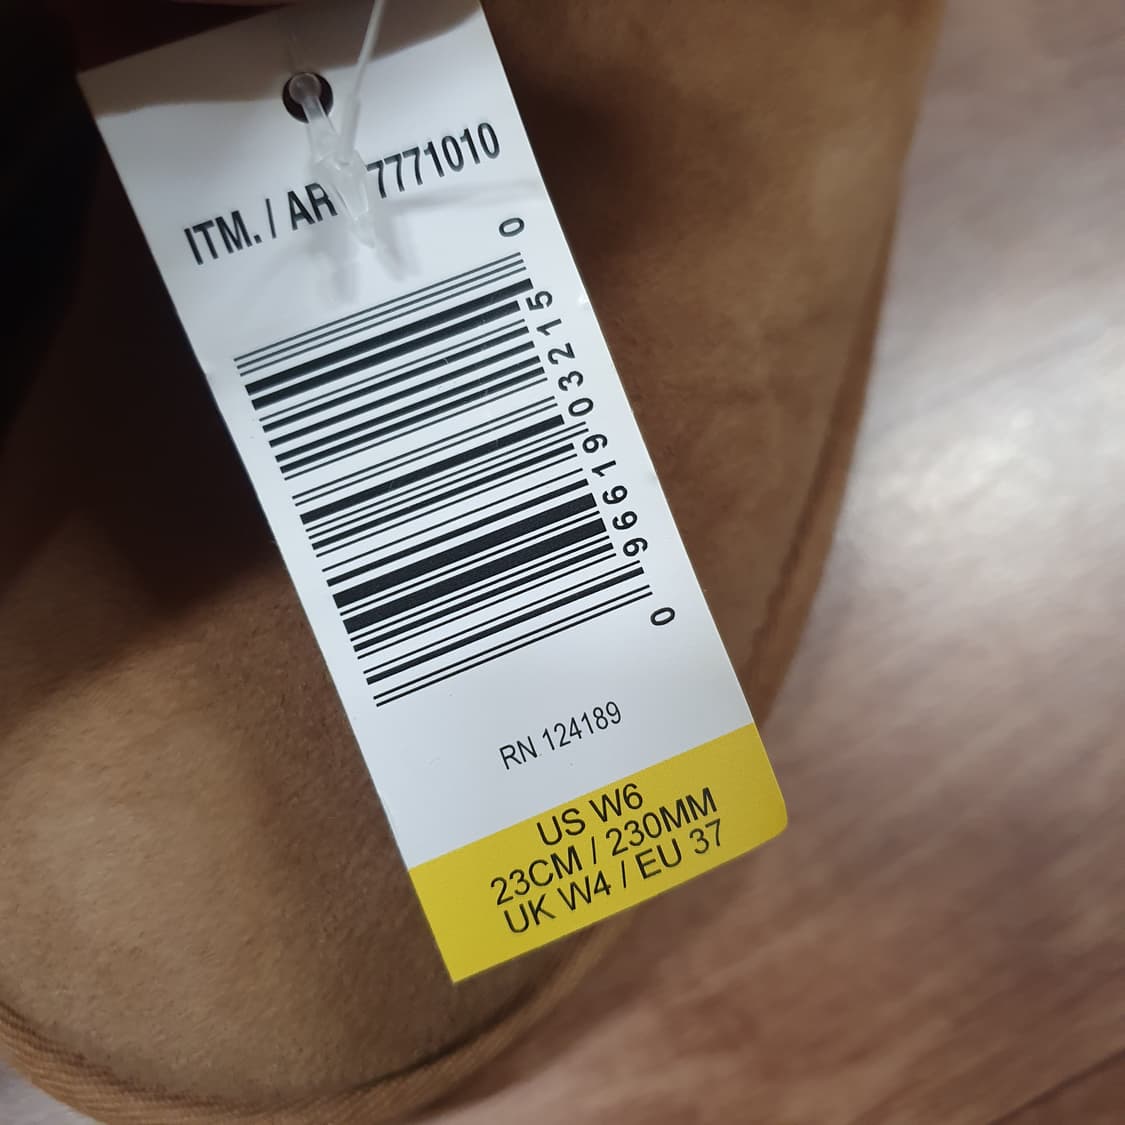 ITM. / AR 7771010
0 96619 03215 0
RN 124189
US W6
23CM / 230MM
UK W4 / EU 37